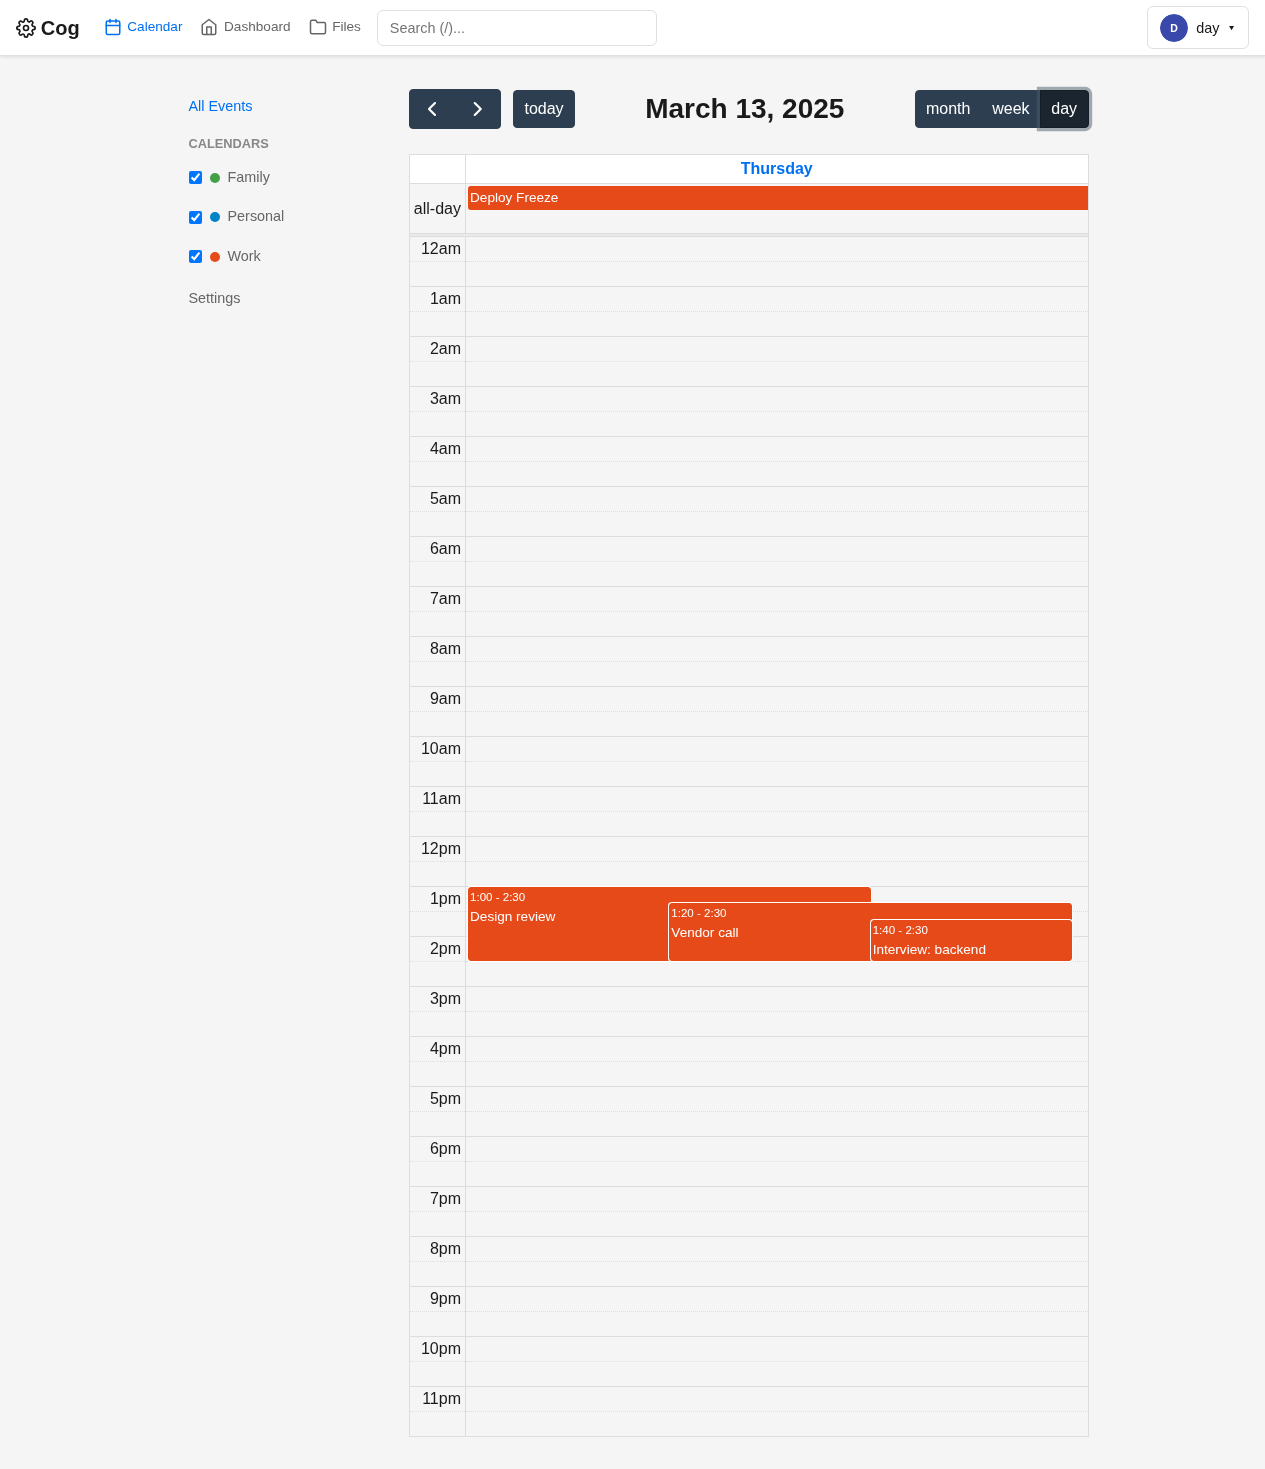 Cog
Calendar
Dashboard
Files
Search (/)...
D
day
All Events
CALENDARS
Family
Personal
Work
Settings
today
March 13, 2025
month
week
day
Thursday
all-day
Deploy Freeze
12am
1am
2am
3am
4am
5am
6am
7am
8am
9am
10am
11am
12pm
1pm
1:00 - 2:30
Design review
1:20 - 2:30
Vendor call
1:40 - 2:30
Interview: backend
2pm
3pm
4pm
5pm
6pm
7pm
8pm
9pm
10pm
11pm